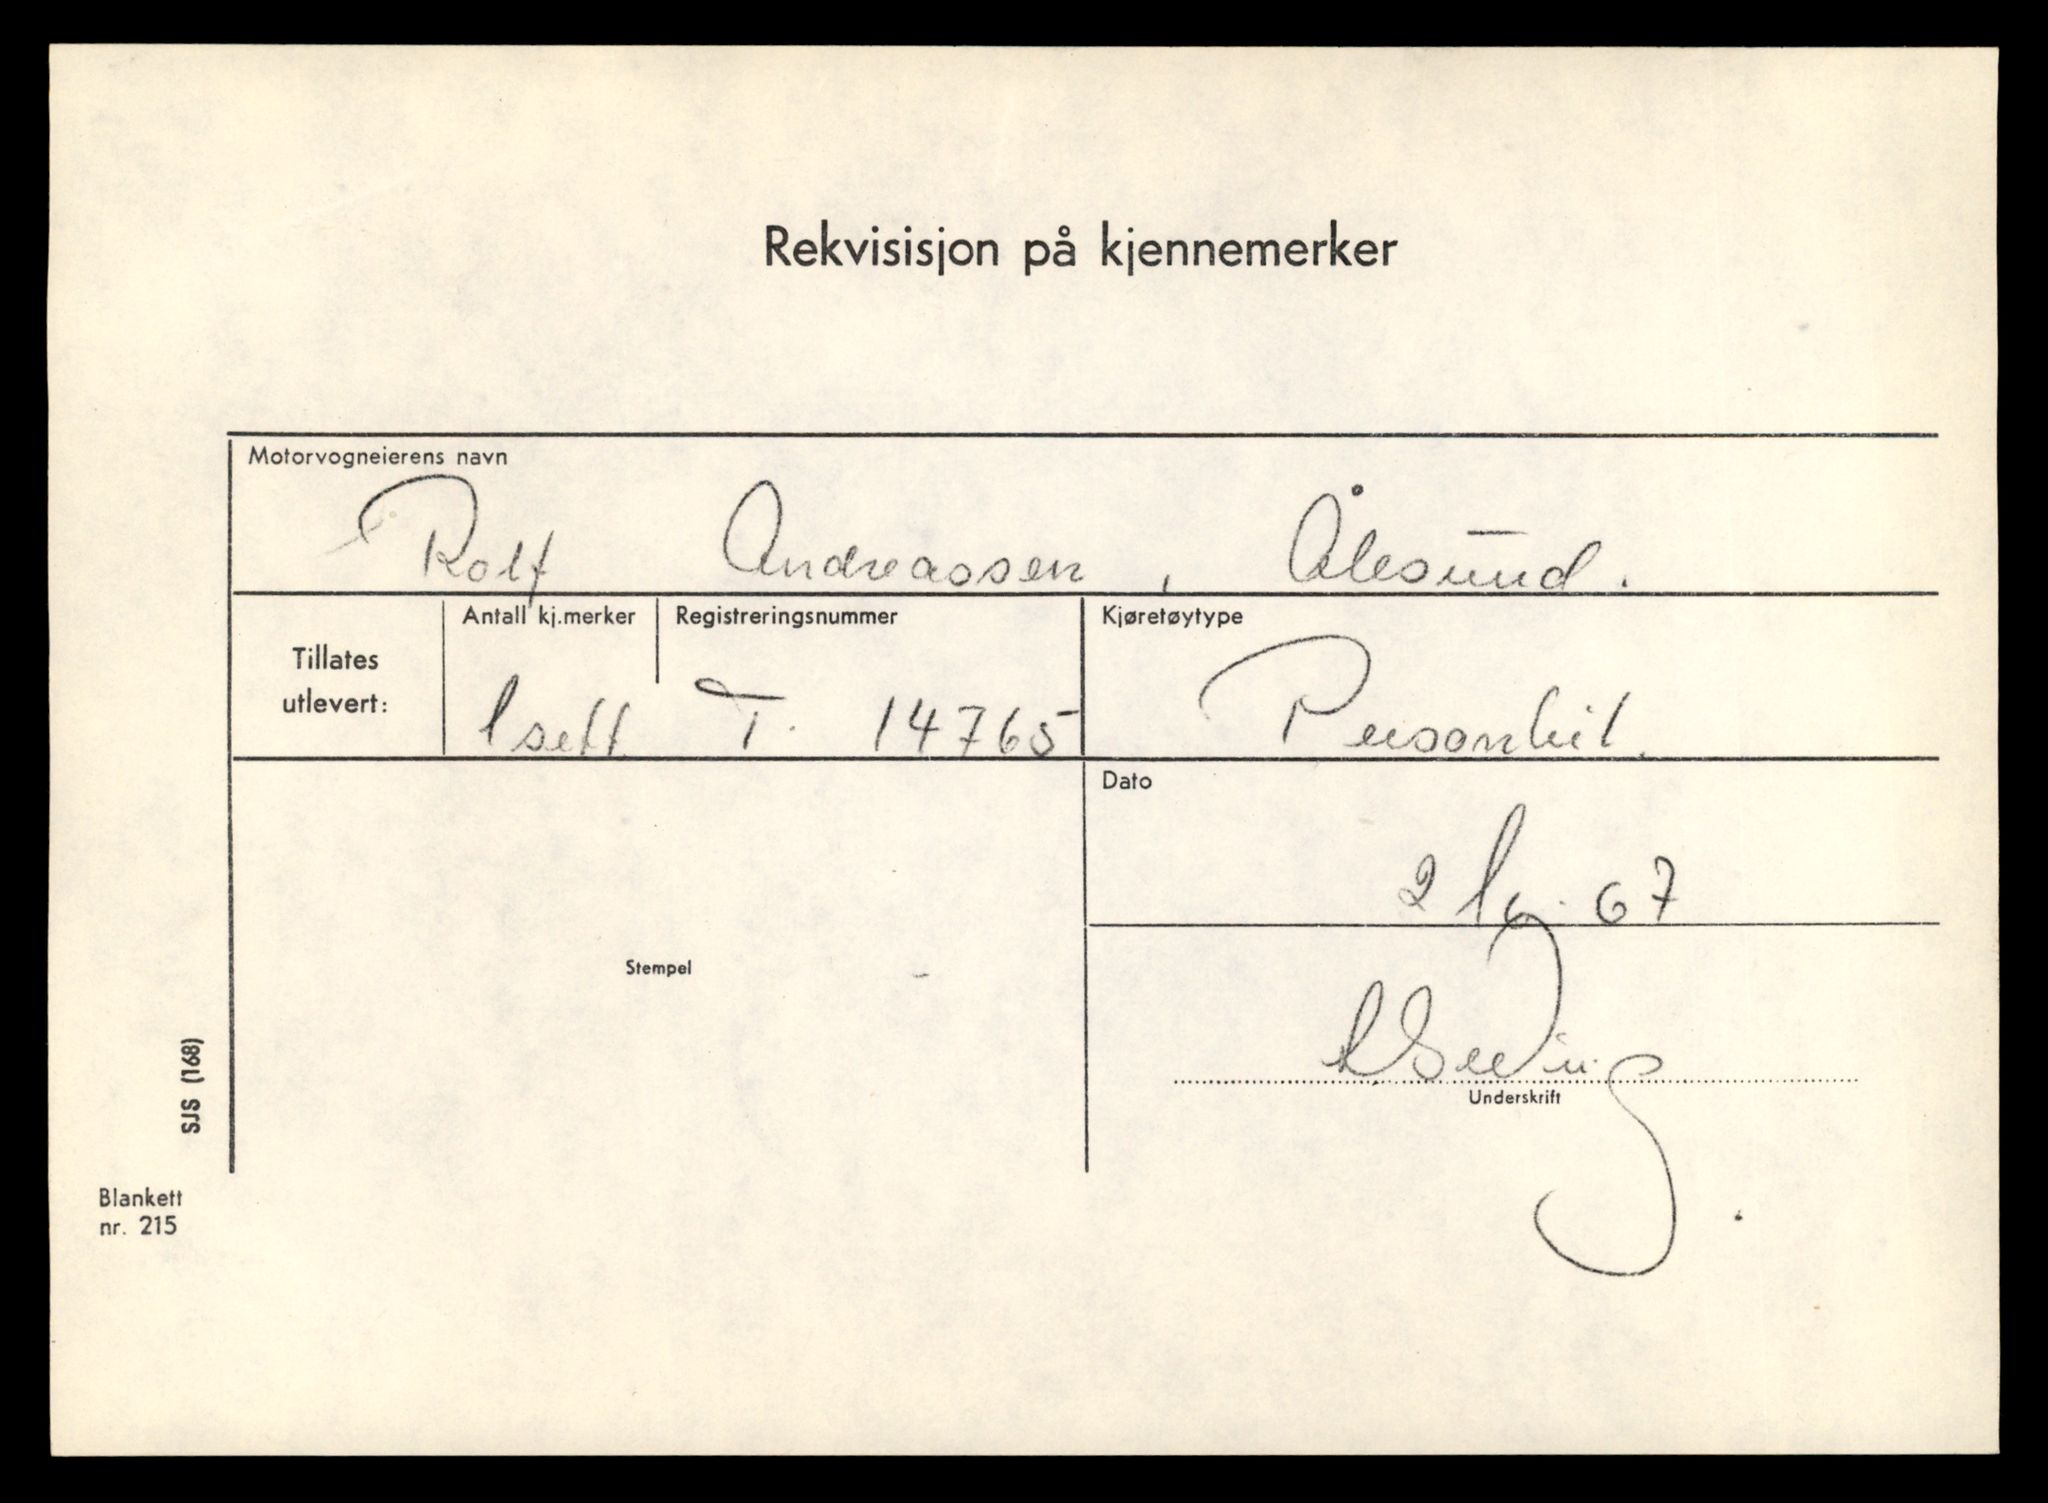 Rekvisisjon på kjennemerker
Motorvogneierens navn
Rolf Andreassen, Ålesund.
Tillates utlevert:
Antall kj.merker
1 sett
Registreringsnummer
T. 14765
Kjøretøytype
Personbil.
Dato
2/6.67
Stempel
Underskrift
SJS (168)
Blankett
nr. 215